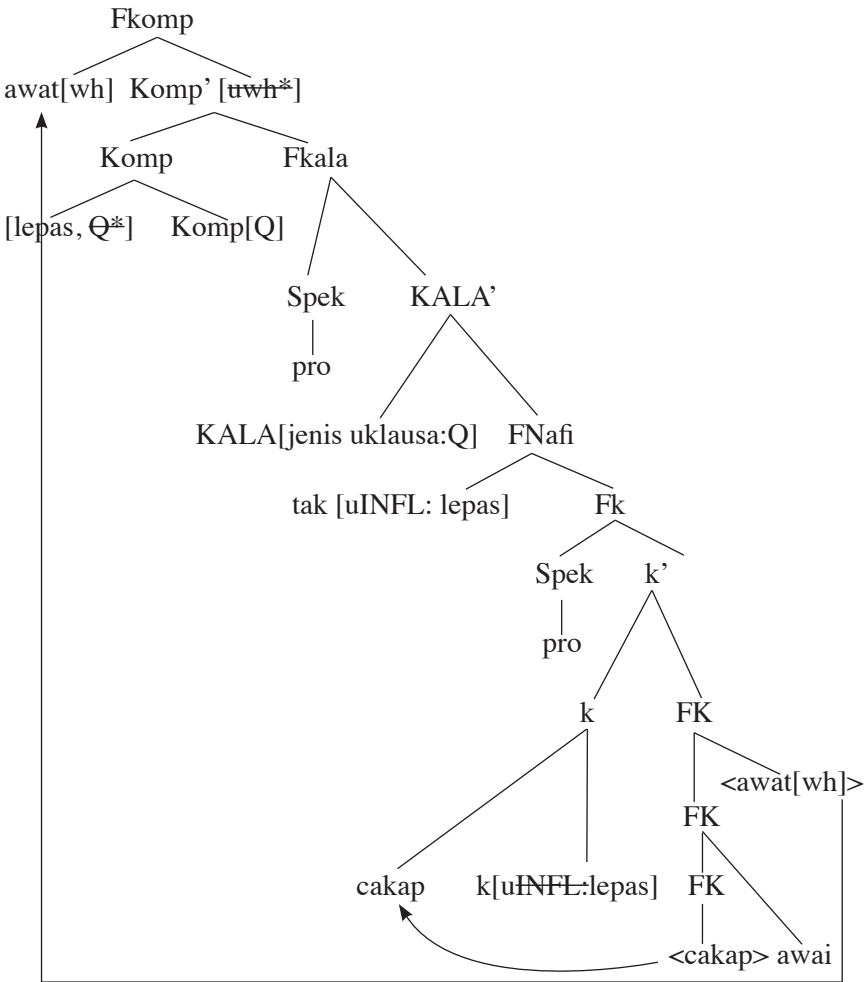 Fkomp
awat[wh] Komp’ [uwh*]
Komp Fkala
[lepas, Q*] Komp[Q]
Spek KALA’
pro
KALA[jenis uklausa:Q] FNafi
tak [uINFL: lepas] Fk
Spek k’
pro
k FK
<awat[wh]>
FK
cakap k[uINFL:lepas] FK
<cakap> awai